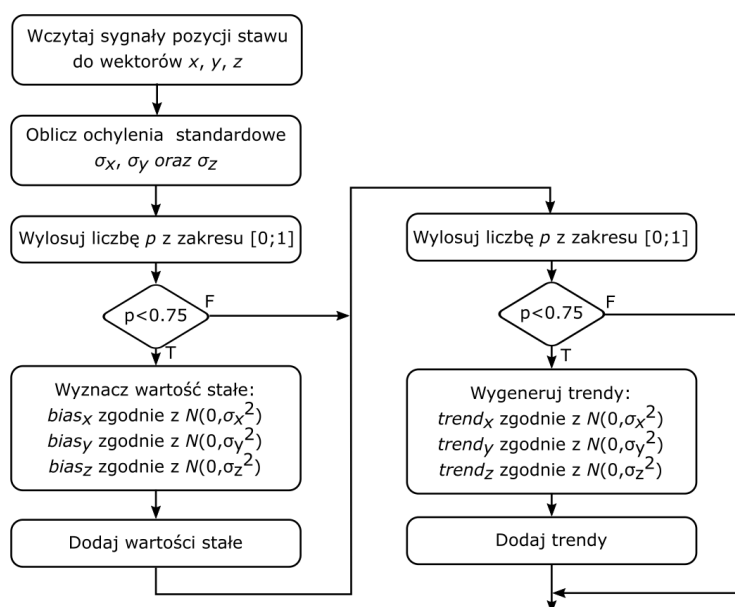 Wczytaj sygnały pozycji stawu
do wektorów x, y, z
Oblicz ochylenia standardowe
σx, σy oraz σz
Wylosuj liczbę p z zakresu [0;1]
p<0.75
F
T
Wyznacz wartość stałe:
biasx zgodnie z N(0,σx²)
biasy zgodnie z N(0,σy²)
biasz zgodnie z N(0,σz²)
Dodaj wartości stałe
Wylosuj liczbę p z zakresu [0;1]
p<0.75
F
T
Wygeneruj trendy:
trendx zgodnie z N(0,σx²)
trendy zgodnie z N(0,σy²)
trendz zgodnie z N(0,σz²)
Dodaj trendy